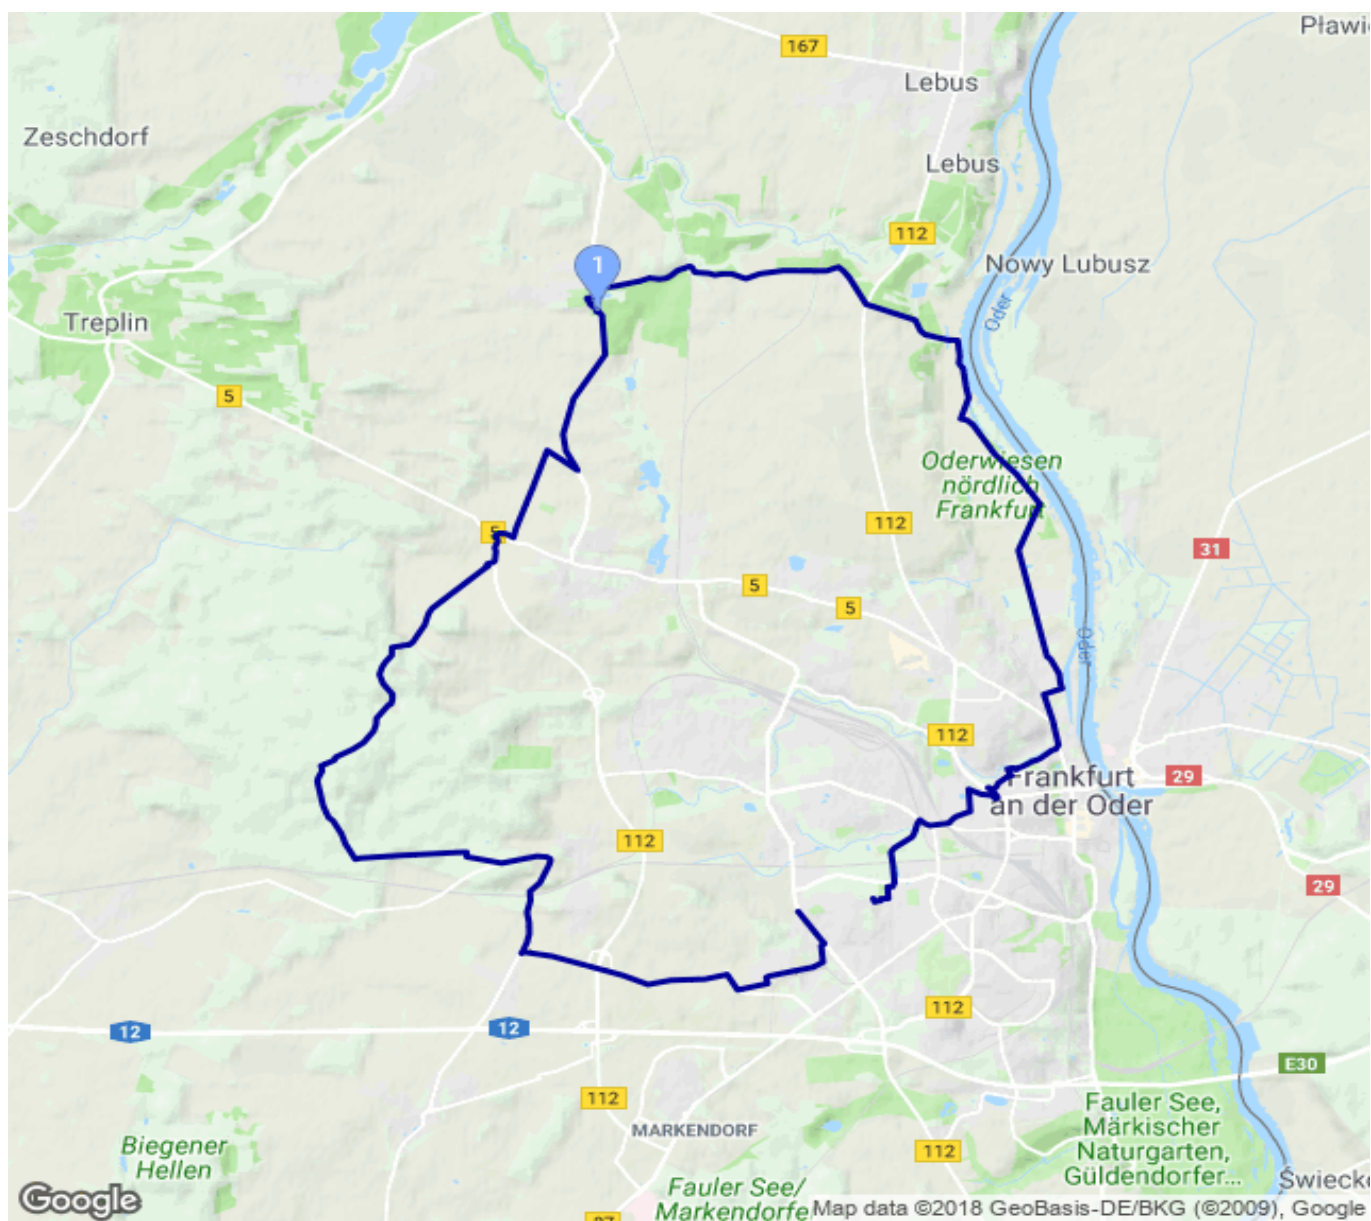 Pławi
167
Lebus
Zeschdorf
Lebus
112
Nowy Lubusz
1
Oder
Treplin
5
Oderwiesen
nördlich
Frankfurt
112
5
31
5
5
Oder
112
Frankfurt
an der Oder
29
112
29
112
12
12
E30
112
Fauler See,
Märkischer
Naturgarten,
Güldendorfer...
MARKENDORF
112
Biegener
Hellen
Świeck
Fauler See/
Markendorfe
Google
87
Map data ©2018 GeoBasis-DE/BKG (©2009), Google